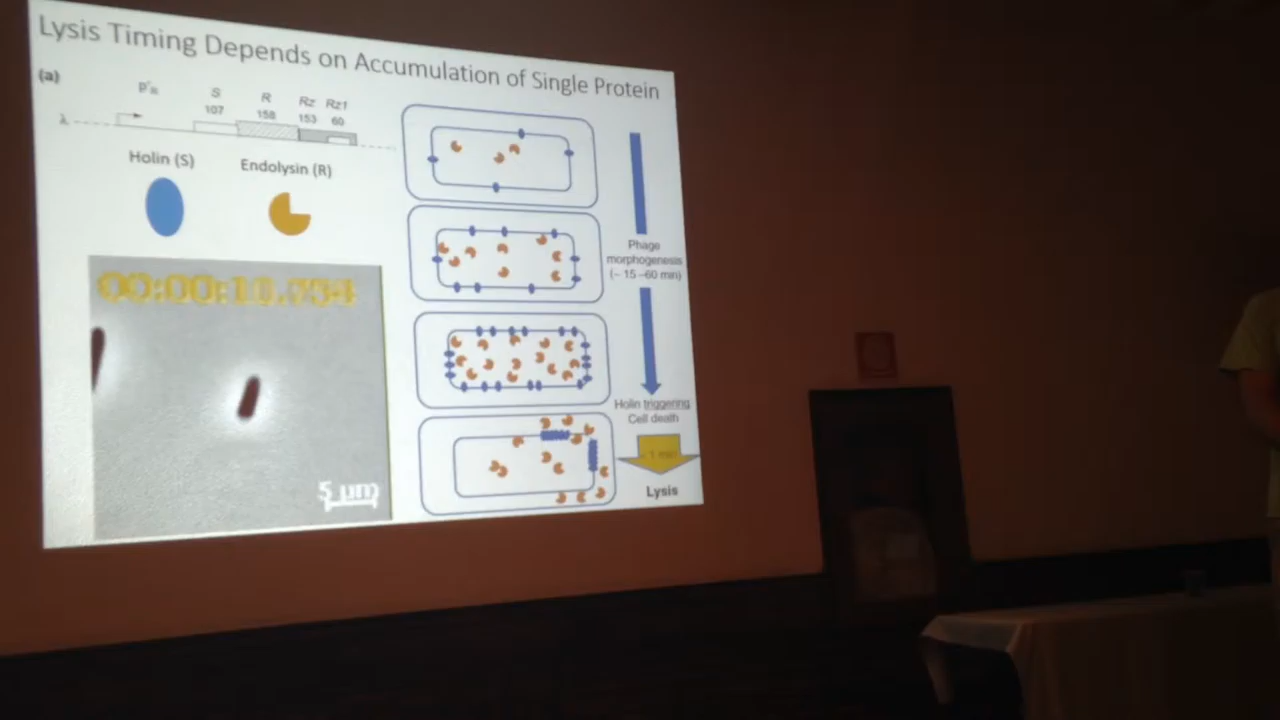 Lysis Timing Depends on Accumulation of Single Protein
(a)
P'R
S R Rz Rz1
107 158 153 60
λ
Holin (S) Endolysin (R)
00:00:10.734
5 µm
Phage
morphogenesis
(~ 15 –60 min)
Holin triggering
Cell death
Lysis